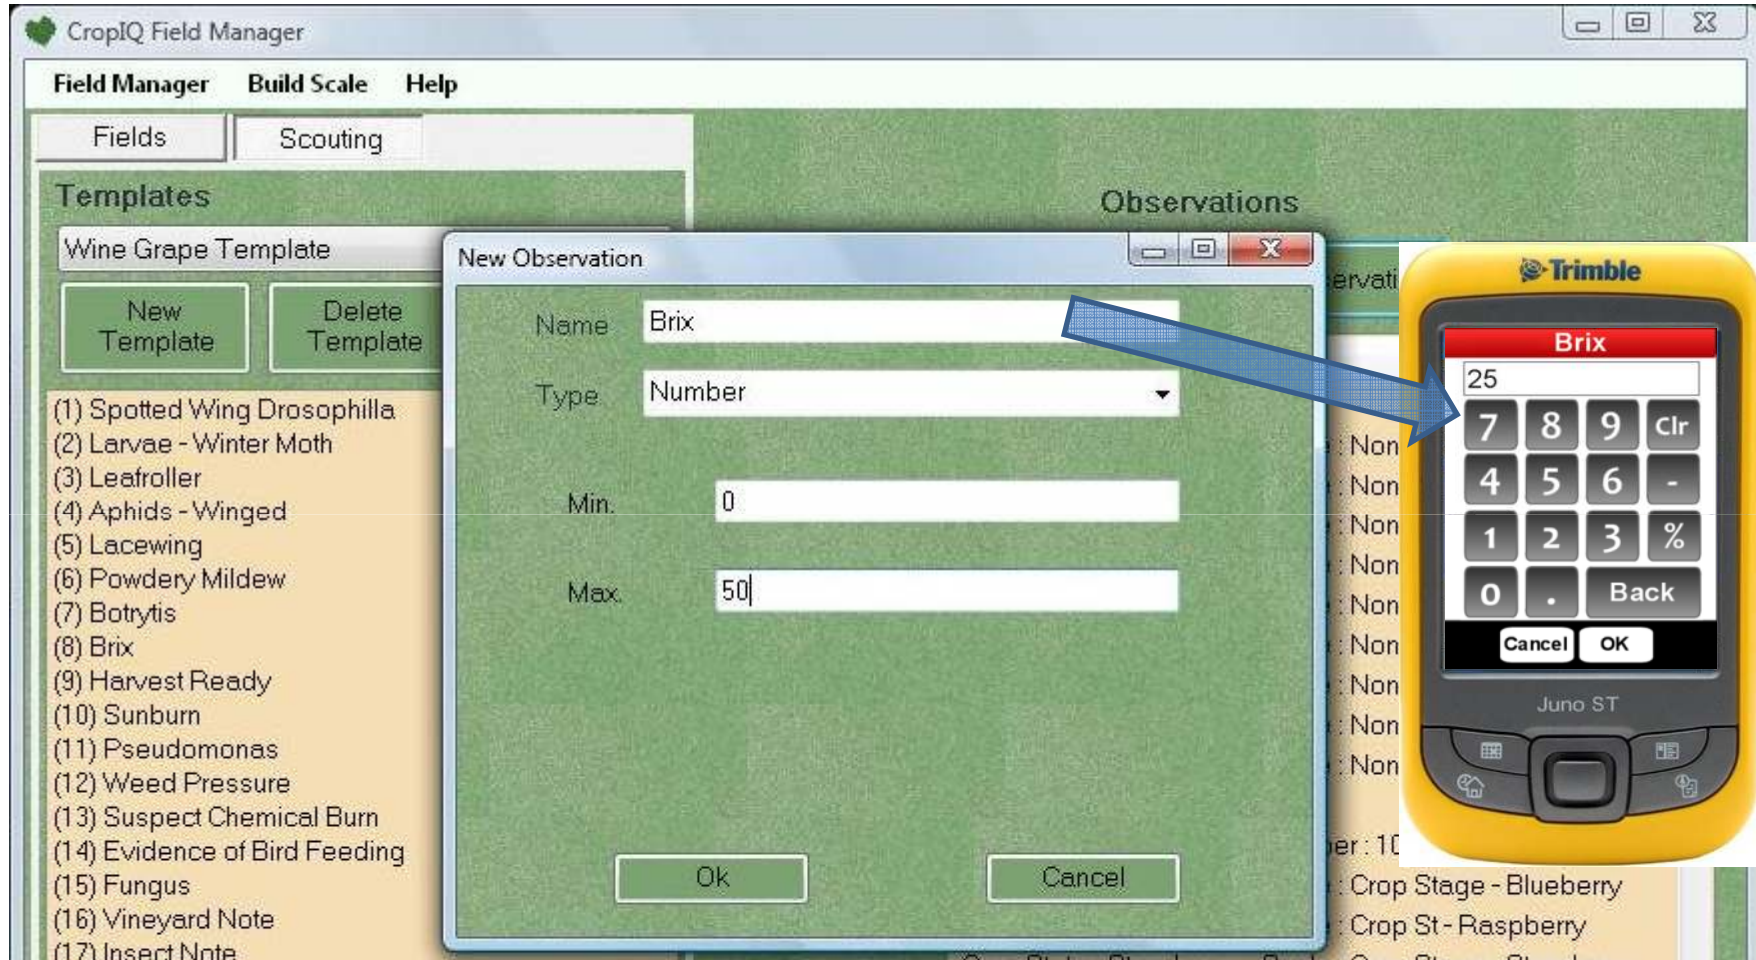 CropIQ Field Manager
Field Manager Build Scale Help
Fields Scouting
Templates
Wine Grape Template
New Template
Delete Template
(1) Spotted Wing Drosophilla
(2) Larvae - Winter Moth
(3) Leafroller
(4) Aphids - Winged
(5) Lacewing
(6) Powdery Mildew
(7) Botrytis
(8) Brix
(9) Harvest Ready
(10) Sunburn
(11) Pseudomonas
(12) Weed Pressure
(13) Suspect Chemical Burn
(14) Evidence of Bird Feeding
(15) Fungus
(16) Vineyard Note
(17) Insect Note
Observations
New Observation
Name Brix
Type Number
Min. 0
Max. 50
Ok Cancel
ervati
: Non
: Non
: Non
: Non
: Non
: Non
: Non
: Non
: Non
er : 10
: Crop Stage - Blueberry
: Crop St - Raspberry
Trimble
Brix
25
7 8 9 Clr
4 5 6 -
1 2 3 %
0 . Back
Cancel OK
Juno ST